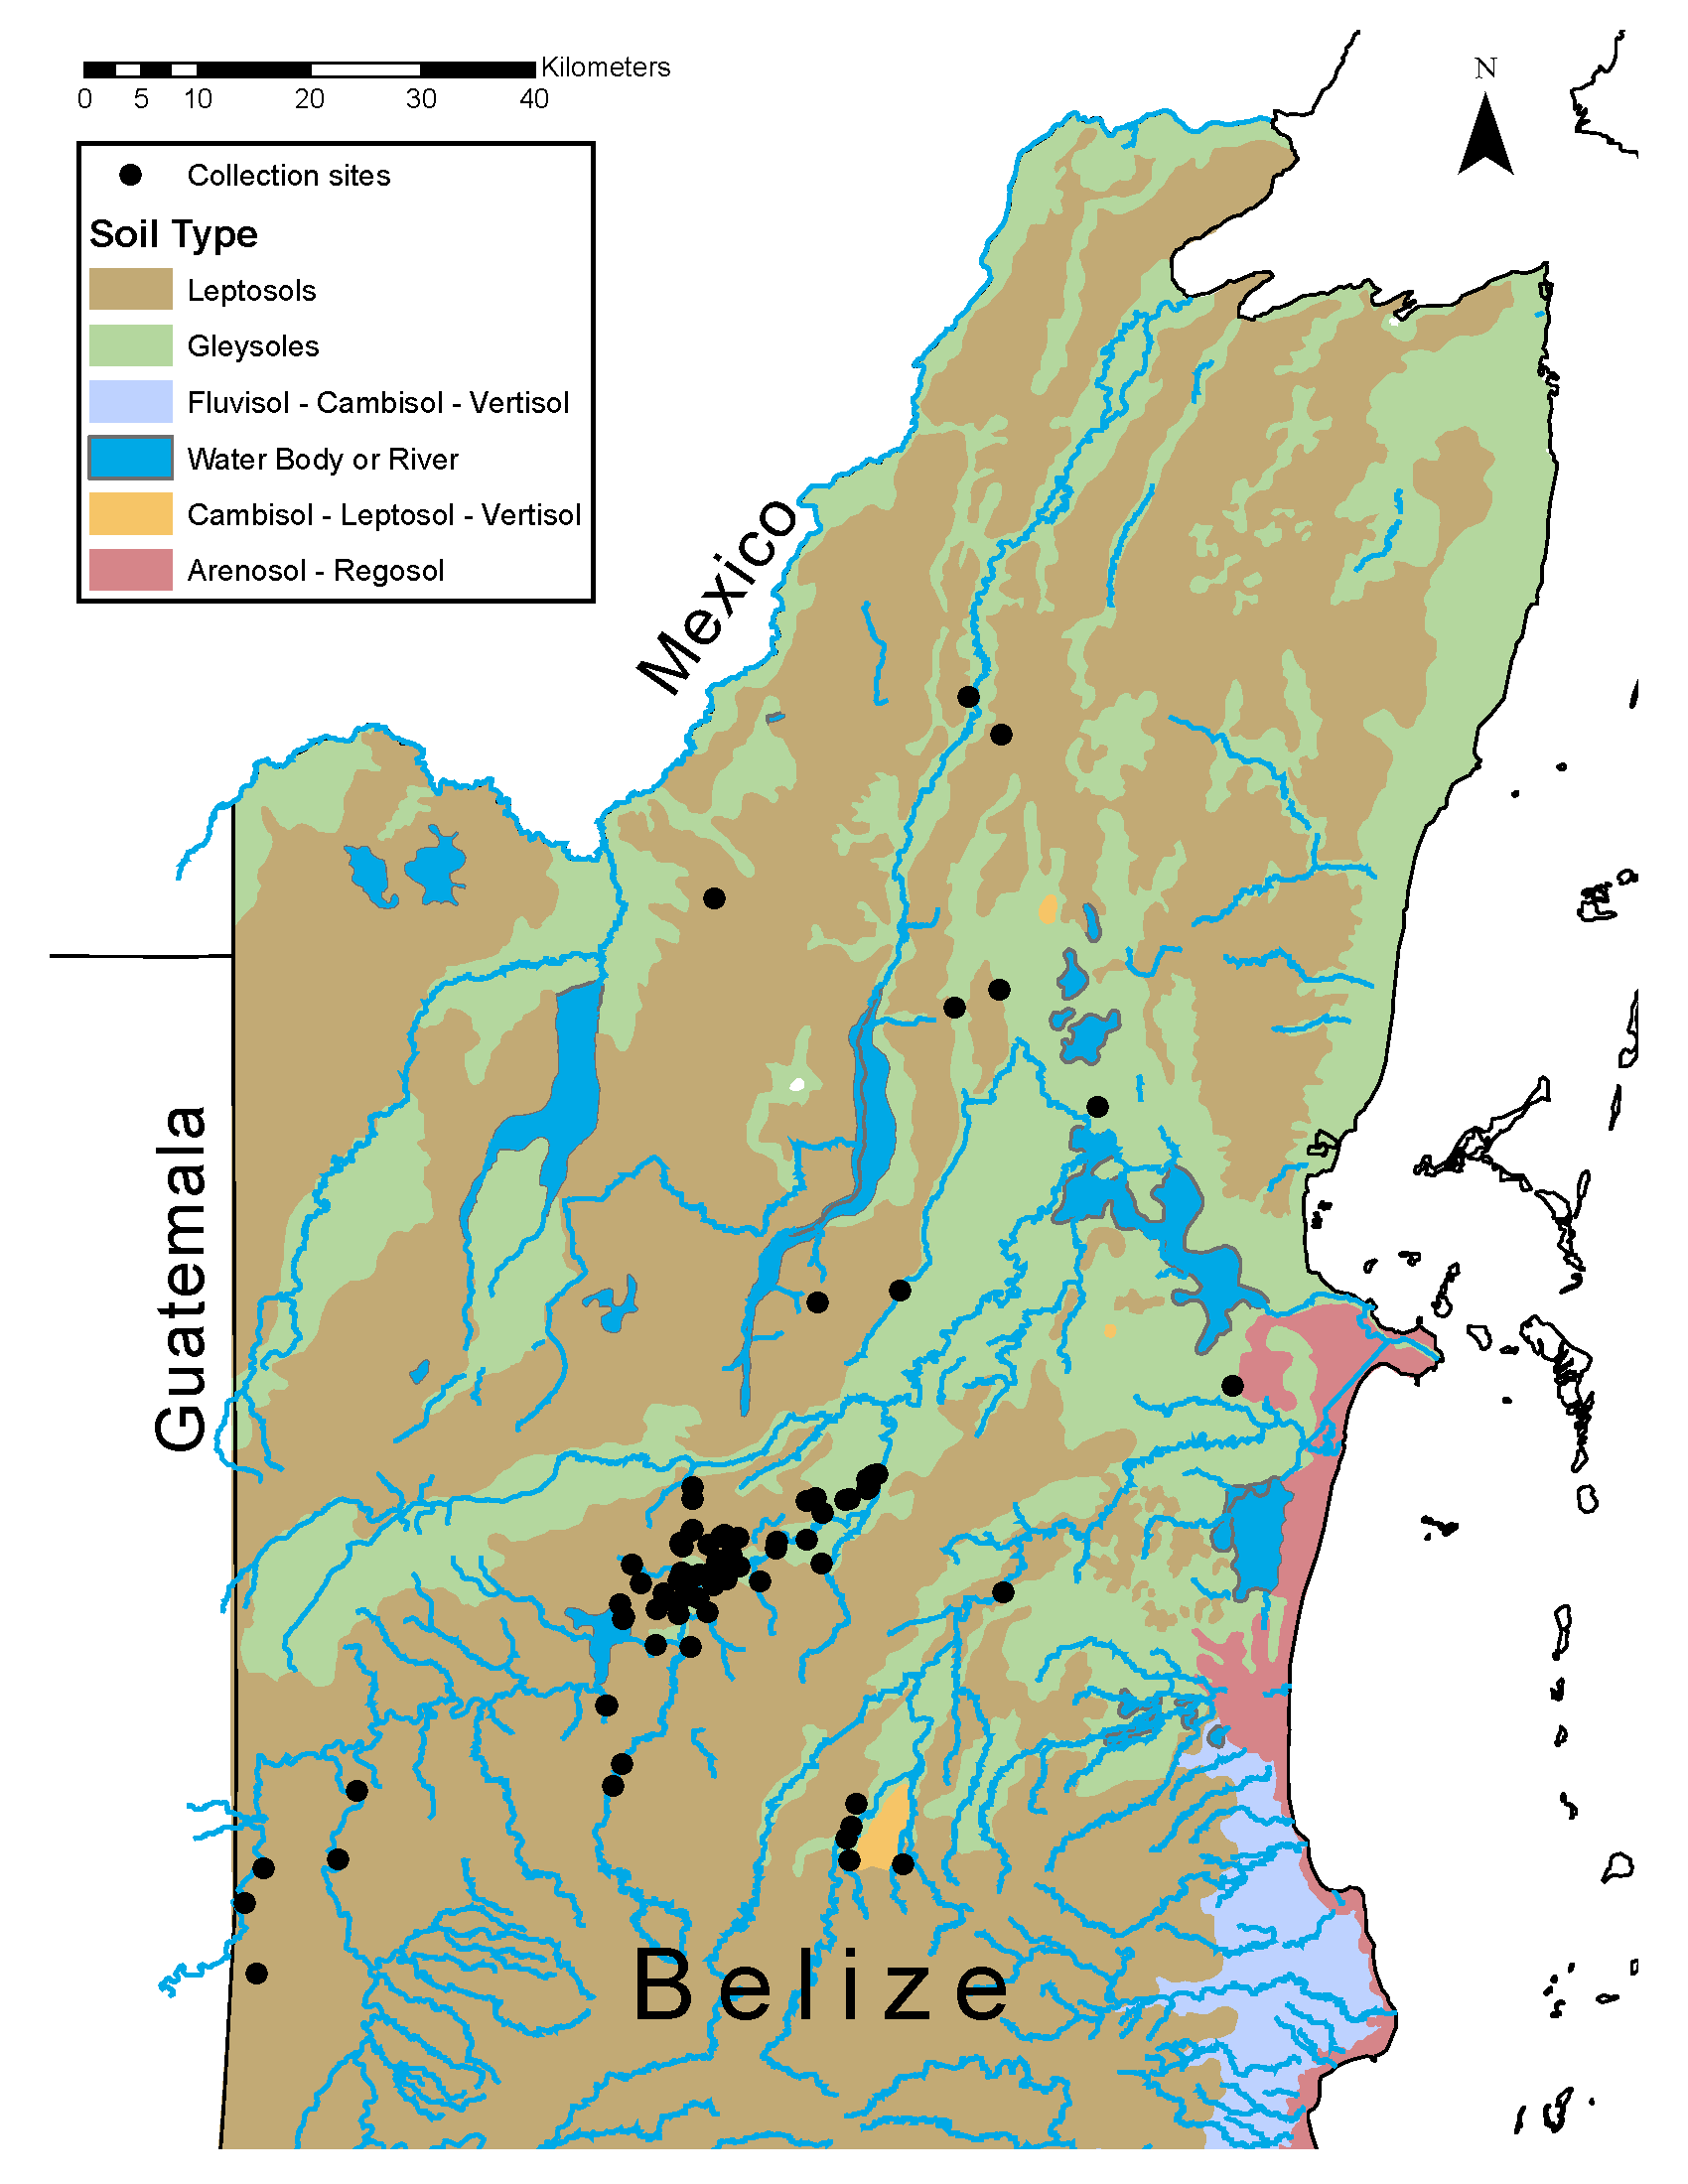 Kilometers
0 5 10 20 30 40
N
Collection sites
Soil Type
Leptosols
Gleysoles
Fluvisol - Cambisol - Vertisol
Water Body or River
Cambisol - Leptosol - Vertisol
Arenosol - Regosol
Mexico
Guatemala
Belize